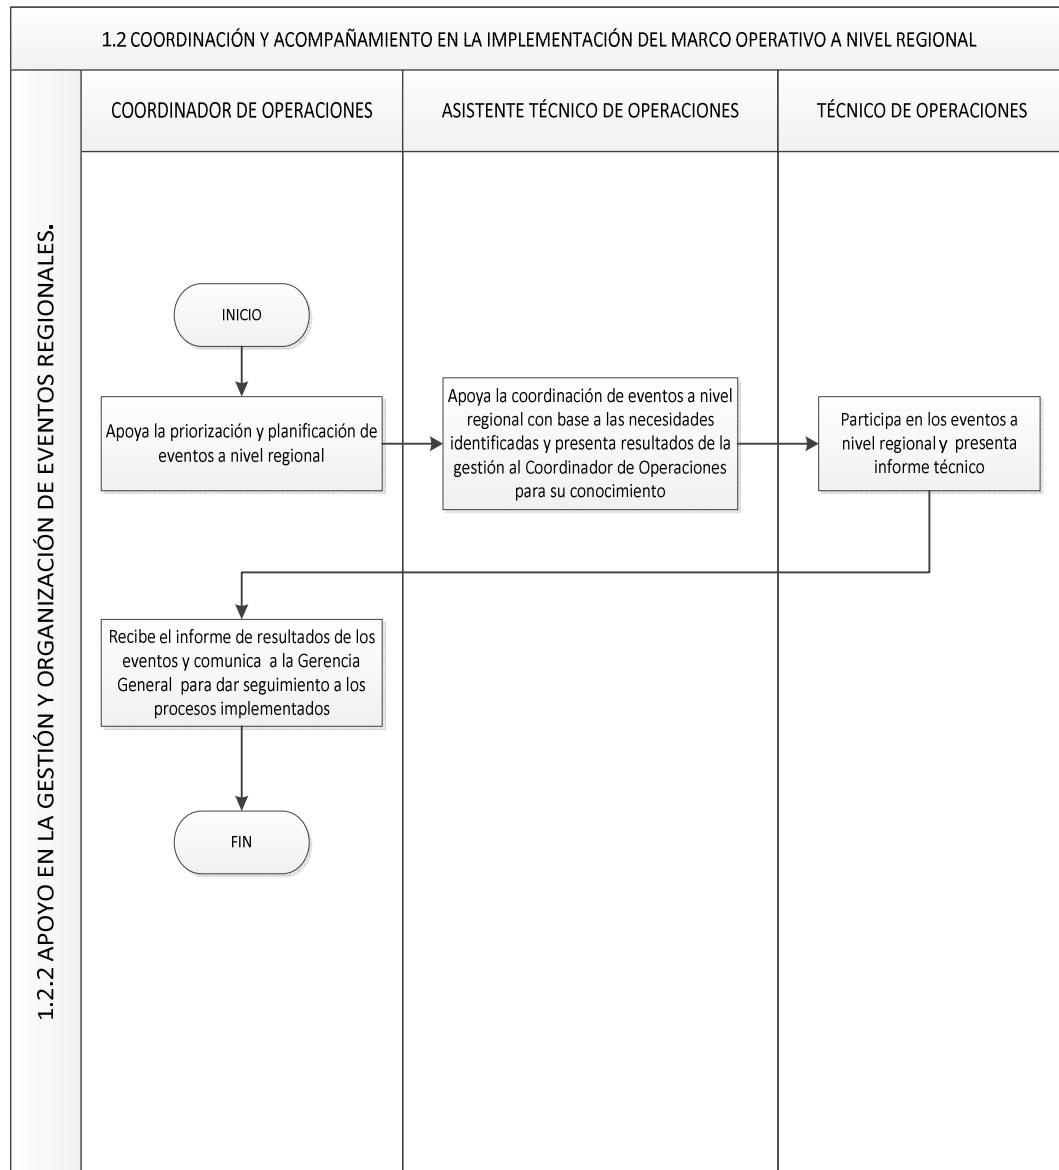 1.2 COORDINACIÓN Y ACOMPAÑAMIENTO EN LA IMPLEMENTACIÓN DEL MARCO OPERATIVO A NIVEL REGIONAL
1.2.2 APOYO EN LA GESTIÓN Y ORGANIZACIÓN DE EVENTOS REGIONALES.
COORDINADOR DE OPERACIONES
ASISTENTE TÉCNICO DE OPERACIONES
TÉCNICO DE OPERACIONES
INICIO
Apoya la priorización y planificación de
eventos a nivel regional
Apoya la coordinación de eventos a nivel
regional con base a las necesidades
identificadas y presenta resultados de la
gestión al Coordinador de Operaciones
para su conocimiento
Participa en los eventos a
nivel regional y presenta
informe técnico
Recibe el informe de resultados de los
eventos y comunica a la Gerencia
General para dar seguimiento a los
procesos implementados
FIN